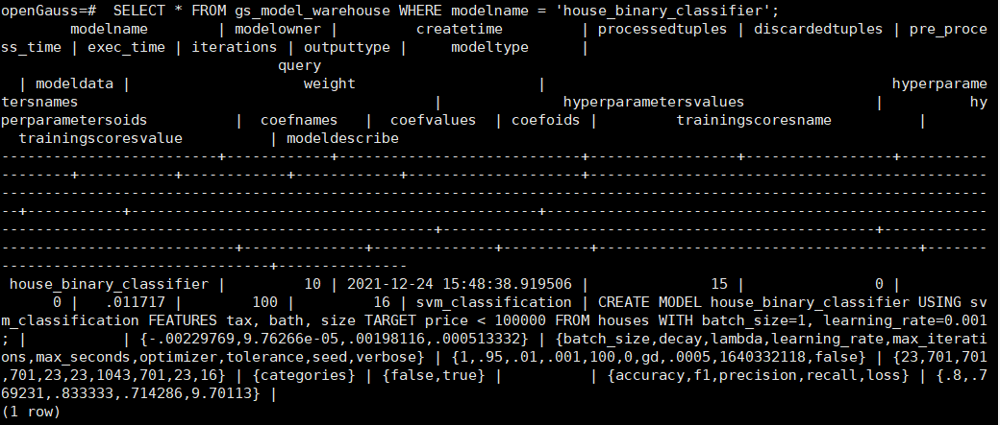 openGauss=#  SELECT * FROM gs_model_warehouse WHERE modelname = 'house_binary_classifier';
        modelname        | modelowner |         createtime         | processedtuples | discardedtuples | pre_proce
ss_time | exec_time | iterations | outputtype |     modeltype      |
                                query
  | modeldata |                    weight                     |                                        hyperparame
tersnames                                         |              hyperparametersvalues               |          hy
perparametersoids          |  coefnames   |  coefvalues  | coefoids |         trainingscoresname          |
  trainingscoresvalue          | modeldescribe
-------------------------+------------+----------------------------+-----------------+-----------------+----------
--------+-----------+------------+------------+--------------------+----------------------------------------------
------------------------------------------------------------------------------------------------------------------
--+-----------+-----------------------------------------------+---------------------------------------------------
--------------------------------------------------+--------------------------------------------------+------------
---------------------------+--------------+--------------+----------+-------------------------------------+-------
-------------------------------+---------------
 house_binary_classifier |         10 | 2021-12-24 15:48:38.919506 |              15 |               0 |
      0 |   .011717 |        100 |         16 | svm_classification | CREATE MODEL house_binary_classifier USING sv
m_classification FEATURES tax, bath, size TARGET price < 100000 FROM houses WITH batch_size=1, learning_rate=0.001
; |           | {-.00229769,9.76266e-05,.00198116,.000513332} | {batch_size,decay,lambda,learning_rate,max_iterati
ons,max_seconds,optimizer,tolerance,seed,verbose} | {1,.95,.01,.001,100,0,gd,.0005,1640332118,false} | {23,701,701
,701,23,23,1043,701,23,16} | {categories} | {false,true} |          | {accuracy,f1,precision,recall,loss} | {.8,.7
69231,.833333,.714286,9.70113} |
(1 row)